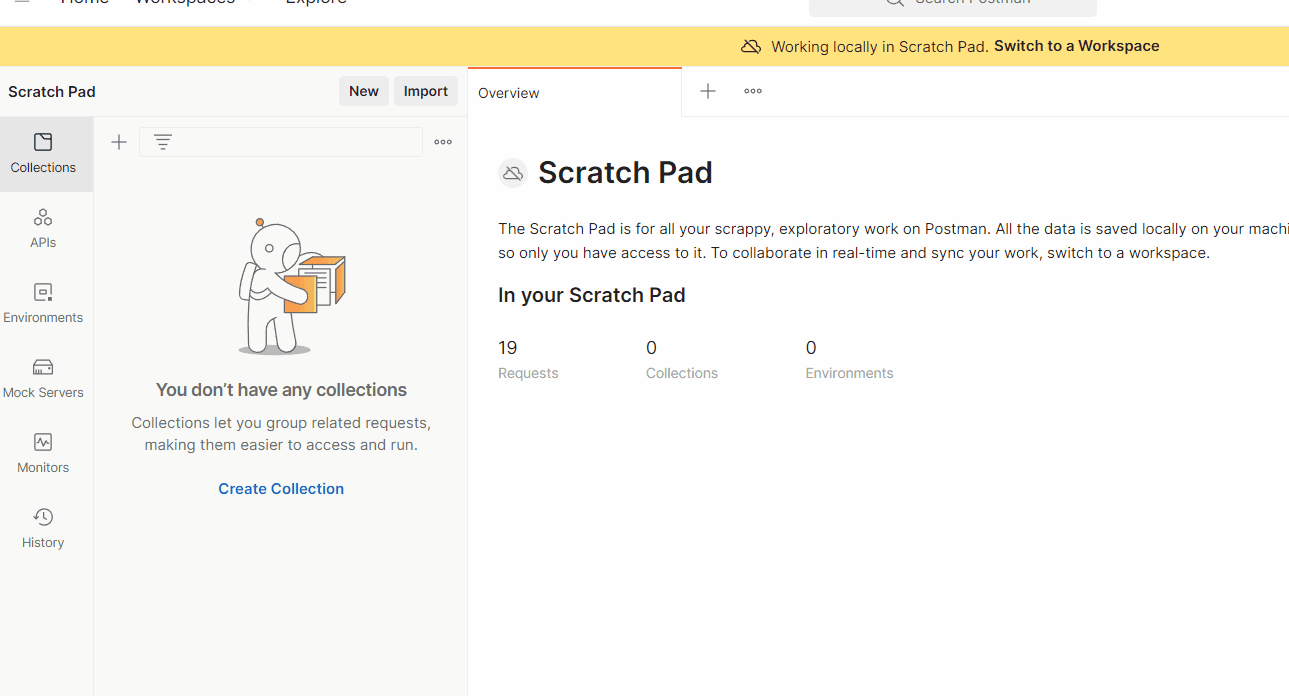 Home Workspaces Explore Search Postman
Working locally in Scratch Pad. Switch to a Workspace
Scratch Pad New Import
Overview
Collections
APIs
Environments
Mock Servers
Monitors
History
You don’t have any collections
Collections let you group related requests,
making them easier to access and run.
Create Collection
Scratch Pad
The Scratch Pad is for all your scrappy, exploratory work on Postman. All the data is saved locally on your machi
so only you have access to it. To collaborate in real-time and sync your work, switch to a workspace.
In your Scratch Pad
19 0 0
Requests Collections Environments